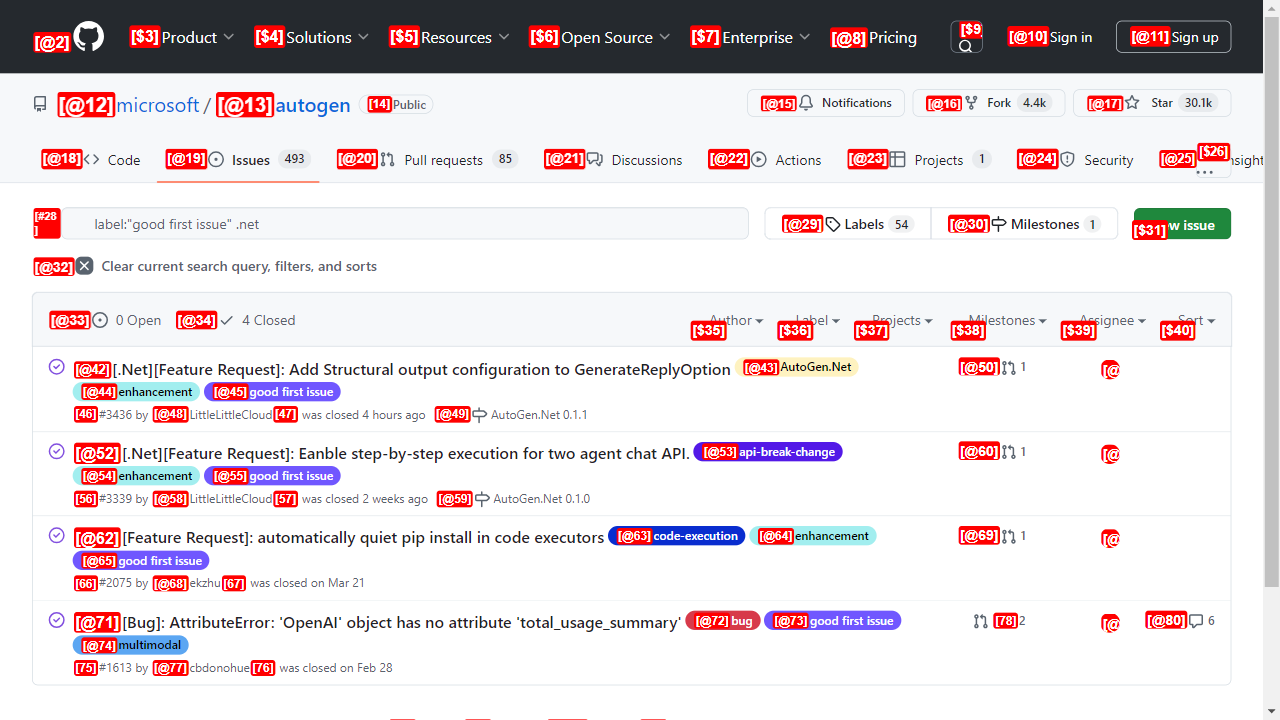 [@2] [$3] Product [$4] Solutions [$5] Resources [$6] Open Source [$7] Enterprise [@8] Pricing [$9] [@10] Sign in [@11] Sign up
[@12] microsoft / [@13] autogen [14] Public [@15] Notifications [@16] Fork 4.4k [@17] Star 30.1k
[@18] Code [@19] Issues 493 [@20] Pull requests 85 [@21] Discussions [@22] Actions [@23] Projects 1 [@24] Security [@25] [$26] nsight
[#28] label:"good first issue" .net [@29] Labels 54 [@30] Milestones 1 [$31] w issue
[@32] Clear current search query, filters, and sorts
[@33] 0 Open [@34] 4 Closed [$35] Author [$36] Label [$37] Projects [$38] Milestones [$39] Assignee [$40] Sort
[@42] [.Net][Feature Request]: Add Structural output configuration to GenerateReplyOption [@43] AutoGen.Net [@50] 1 [@
[@44] enhancement [@45] good first issue
[46] #3436 by [@48] LittleLittleCloud [47] was closed 4 hours ago [@49] AutoGen.Net 0.1.1
[@52] [.Net][Feature Request]: Eanble step-by-step execution for two agent chat API. [@53] api-break-change [@60] 1 [@
[@54] enhancement [@55] good first issue
[56] #3339 by [@58] LittleLittleCloud [57] was closed 2 weeks ago [@59] AutoGen.Net 0.1.0
[@62] [Feature Request]: automatically quiet pip install in code executors [@63] code-execution [@64] enhancement [@69] 1 [@
[@65] good first issue
[66] #2075 by [@68] ekzhu [67] was closed on Mar 21
[@71] [Bug]: AttributeError: 'OpenAI' object has no attribute 'total_usage_summary' [@72] bug [@73] good first issue [78] 2 [@ [@80] 6
[@74] multimodal
[75] #1613 by [@77] cbdonohue [76] was closed on Feb 28